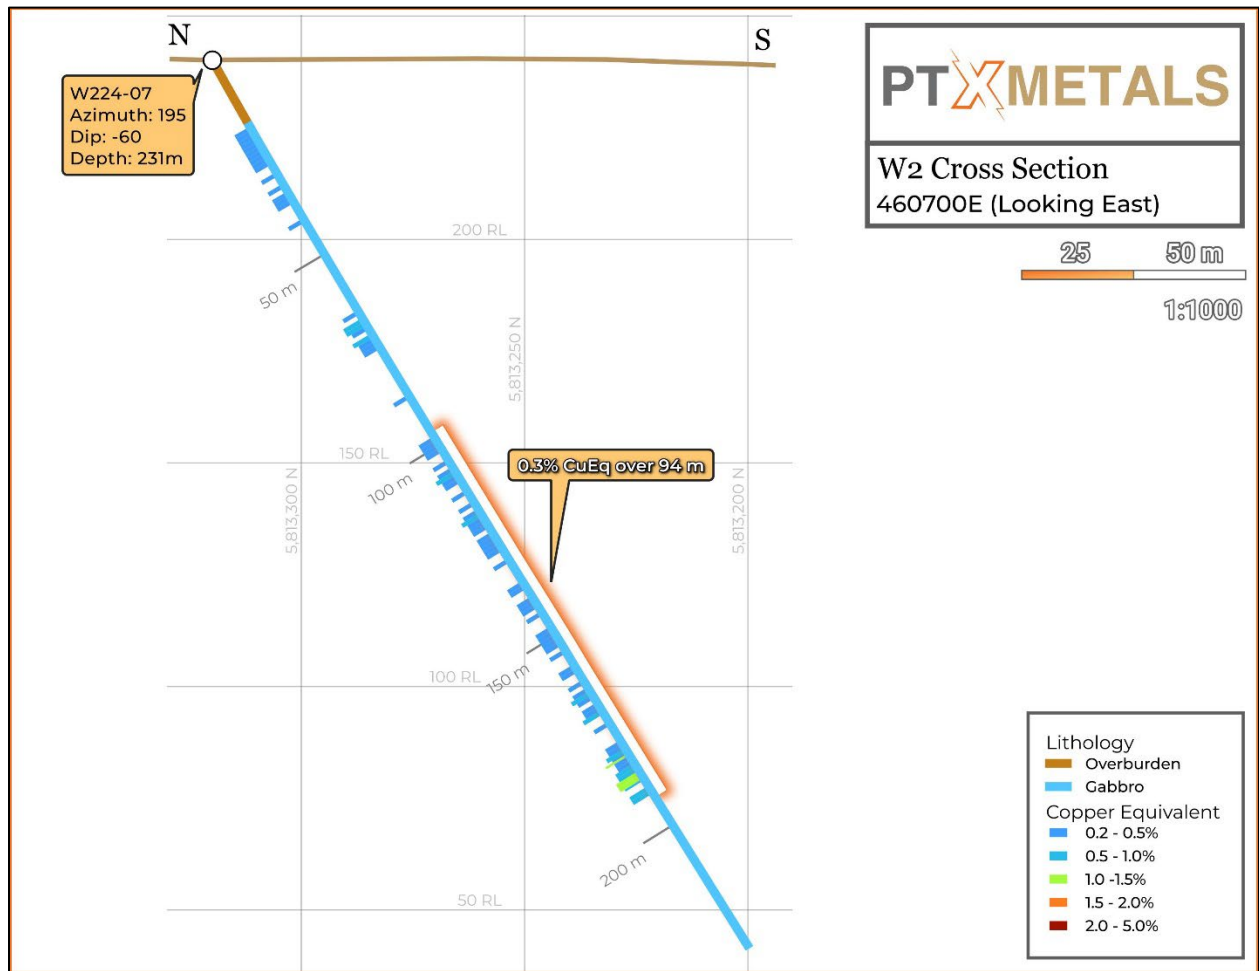 N
S
W224-07
Azimuth: 195
Dip: -60
Depth: 231m
PTXMETALS
W2 Cross Section
460700E (Looking East)
25 50 m
1:1000
200 RL
50 m
5,813,250 N
0.3% CuEq over 94 m
150 RL
100 m
5,813,300 N
5,813,200 N
100 RL
150 m
200 m
50 RL
Lithology
Overburden
Gabbro
Copper Equivalent
0.2 - 0.5%
0.5 - 1.0%
1.0 -1.5%
1.5 - 2.0%
2.0 - 5.0%